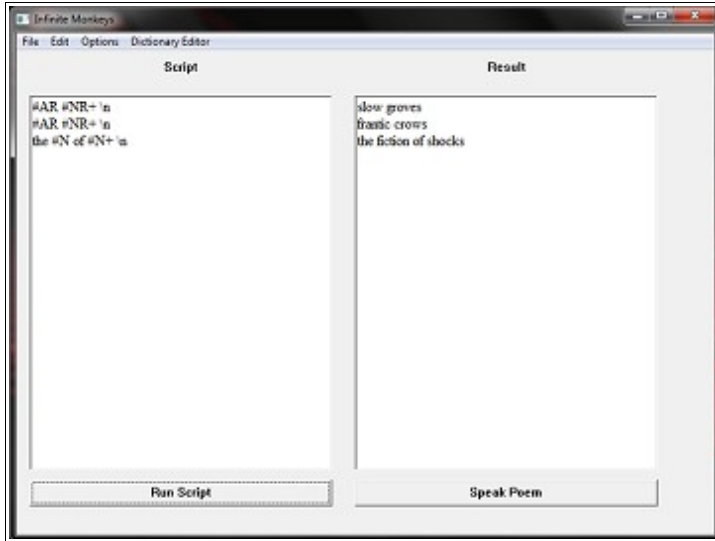 Infinite Monkeys
File Edit Options Dictionary Editor
Script
Result
#AR #NR+ \n
#AR #NR+ \n
the #N of #N+ \n
slow groves
frantic crows
the fiction of shocks
Run Script
Speak Poem